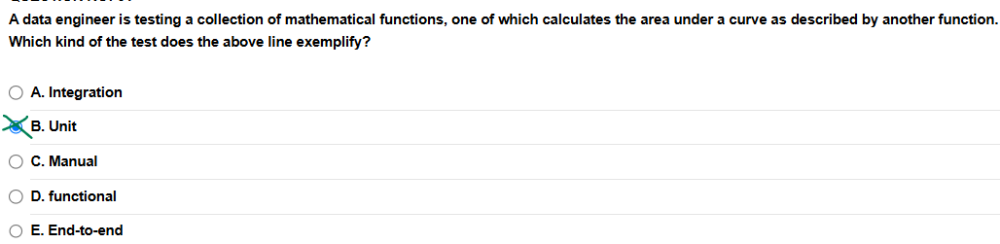 A data engineer is testing a collection of mathematical functions, one of which calculates the area under a curve as described by another function.
Which kind of the test does the above line exemplify?
A. Integration
B. Unit
C. Manual
D. functional
E. End-to-end